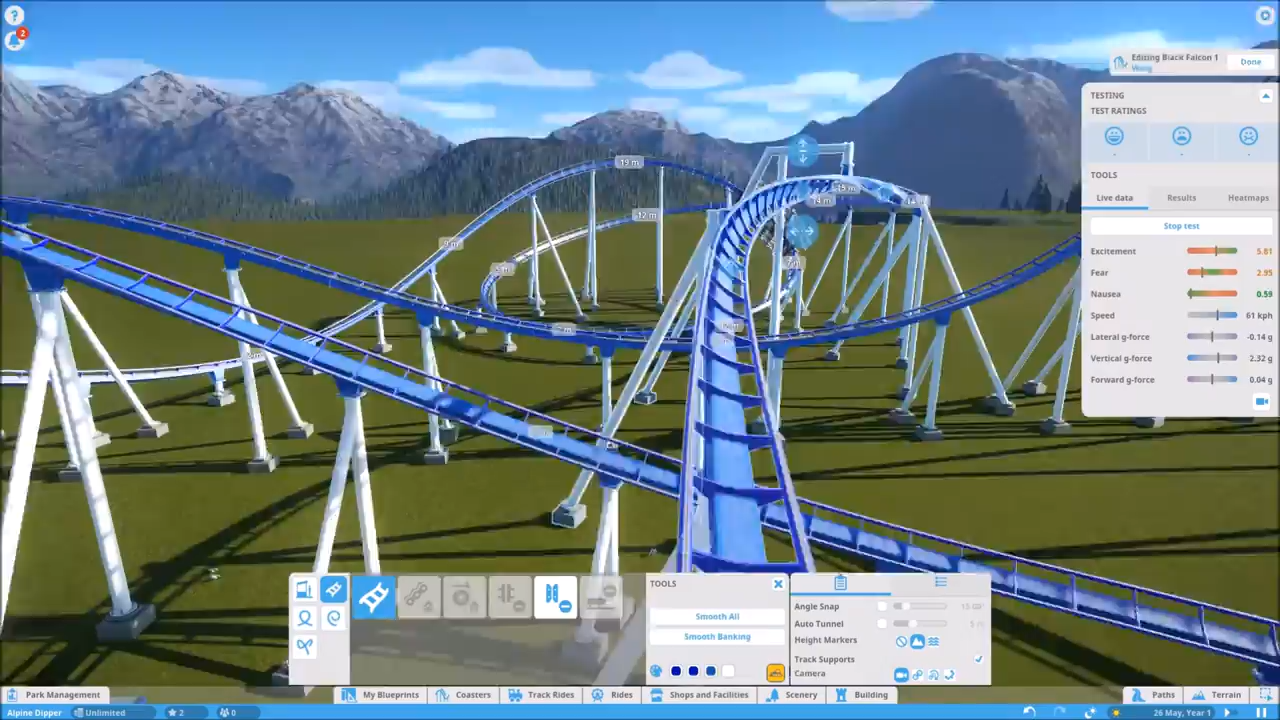 ?
2
Editing Black Falcon 1
Done
TESTING
TEST RATINGS
-
-
-
TOOLS
Live data
Results
Heatmaps
Stop test
Excitement 5.81
Fear 2.95
Nausea 0.59
Speed 61 kph
Lateral g-force -0.14 g
Vertical g-force 2.32 g
Forward g-force 0.04 g
19 m
15 m
14 m
12 m
TOOLS
Smooth All
Smooth Banking
Angle Snap
Auto Tunnel
Height Markers
Track Supports
Camera
Park Management
My Blueprints
Coasters
Track Rides
Rides
Shops and Facilities
Scenery
Building
Paths
Terrain
Alpine Dipper
Unlimited
2
0
26 May, Year 1